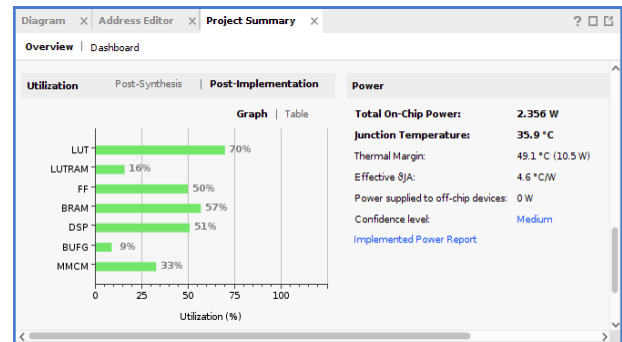 Diagram X Address Editor X Project Summary X ?
Overview | Dashboard
Utilization Post-Synthesis | Post-Implementation
Graph | Table
LUT 70%
LUTRAM 16%
FF 50%
BRAM 57%
DSP 51%
BUFG 9%
MMCM 33%
0 25 50 75 100
Utilization (%)
Power
Total On-Chip Power: 2.356 W
Junction Temperature: 35.9 °C
Thermal Margin: 49.1 °C (10.5 W)
Effective ϑJA: 4.6 °C/W
Power supplied to off-chip devices: 0 W
Confidence level: Medium
Implemented Power Report